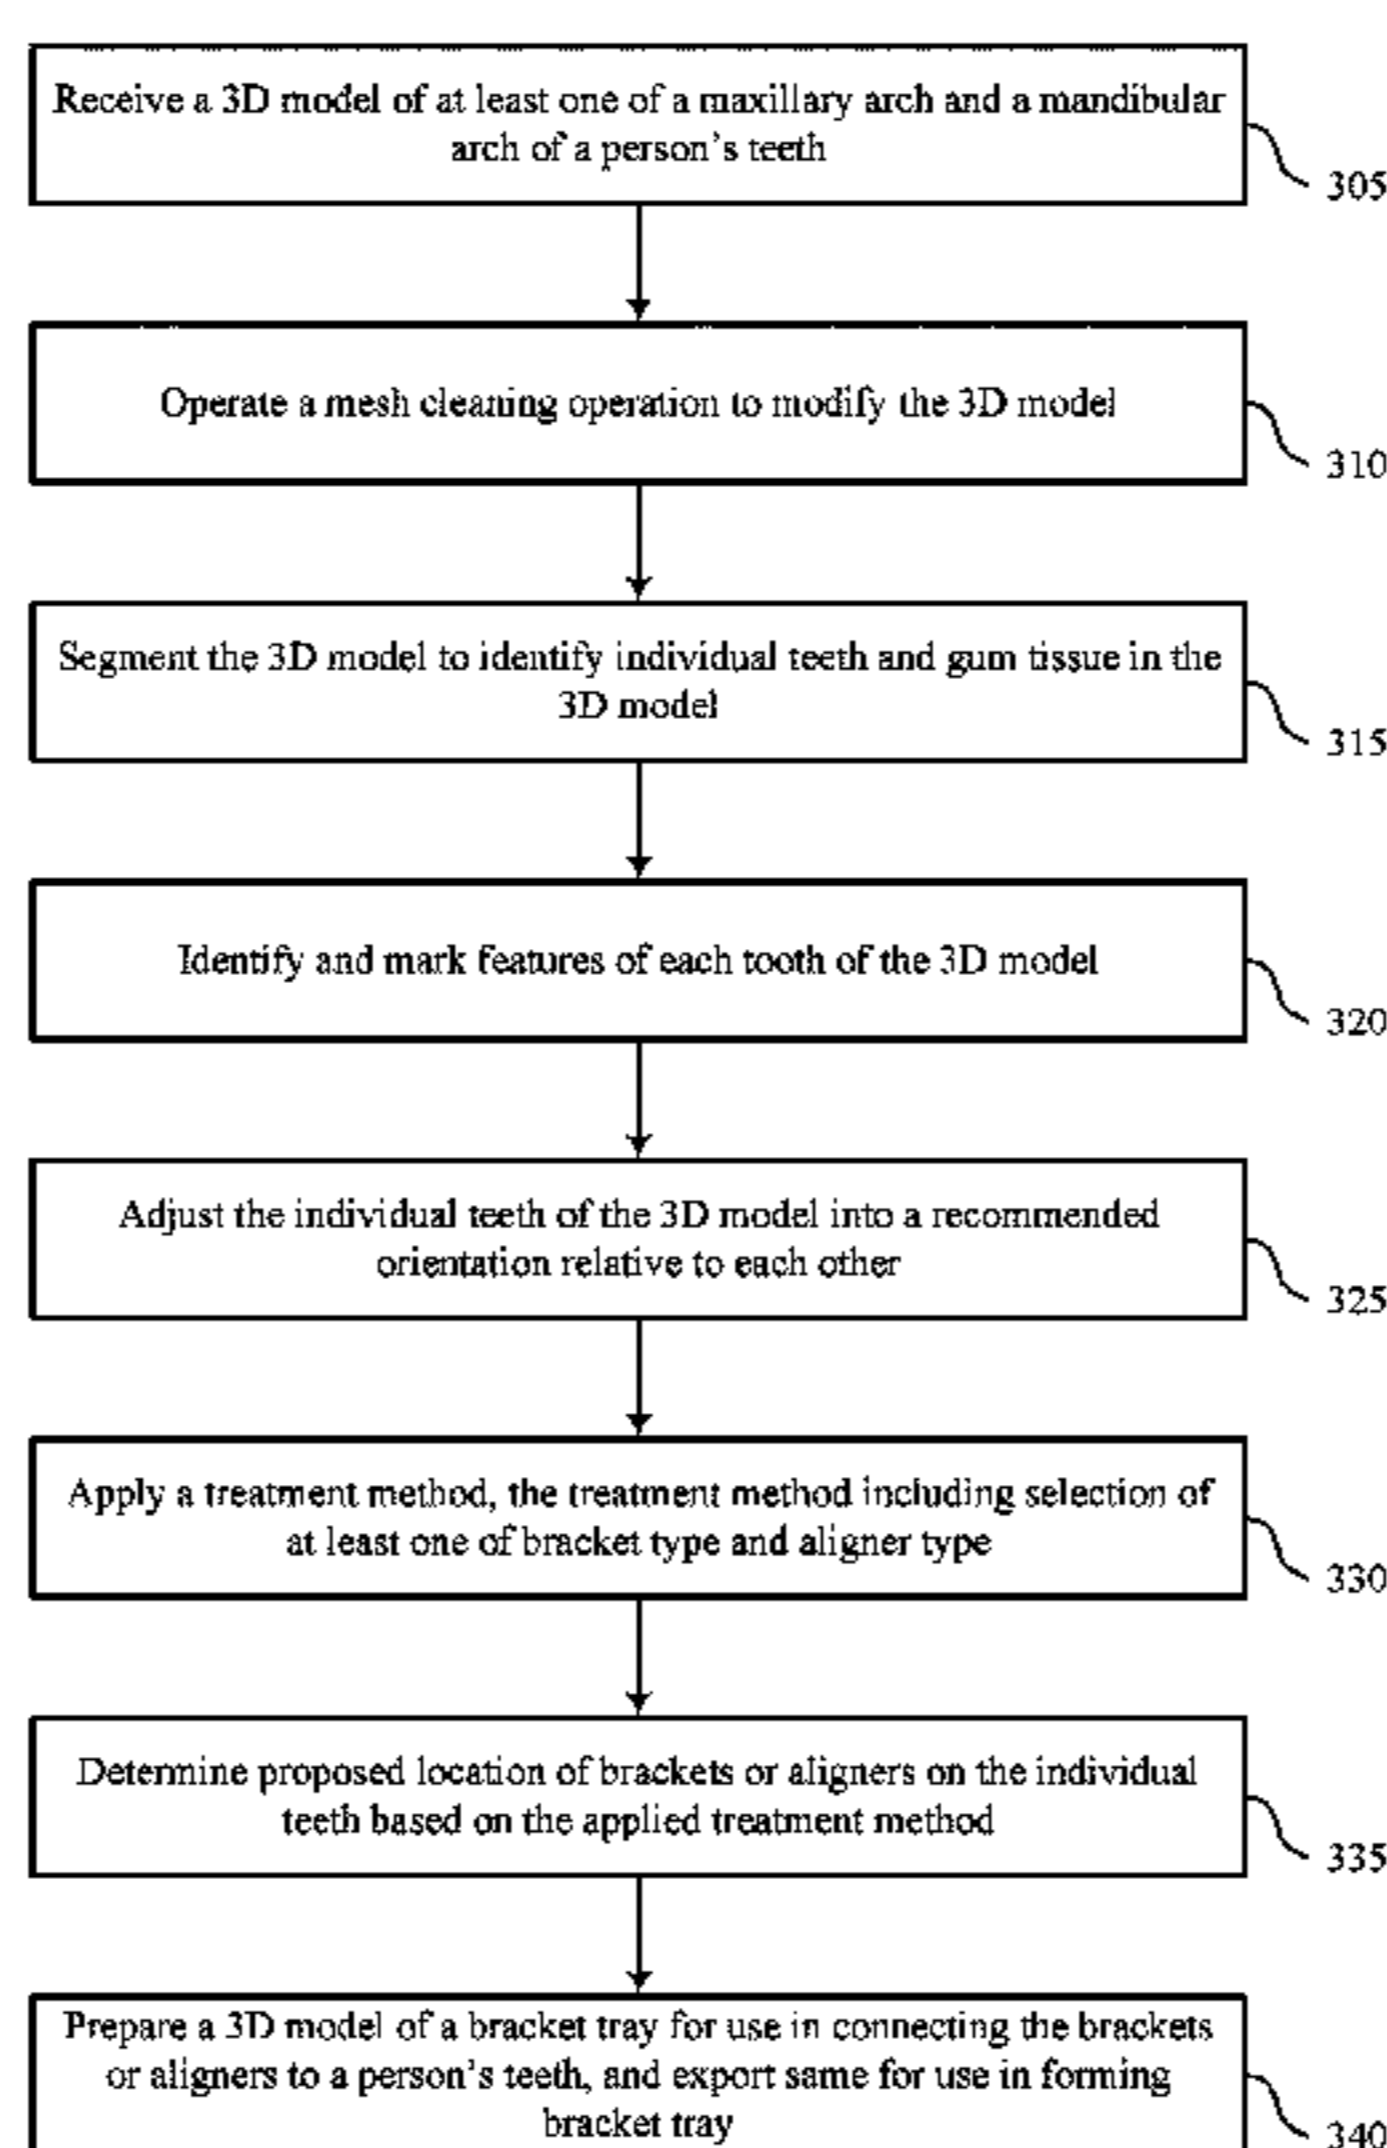 Receive a 3D model of at least one of a maxillary arch and a mandibular
arch of a person's teeth
305
Operate a mesh cleaning operation to modify the 3D model
310
Segment the 3D model to identify individual teeth and gum tissue in the
3D model
315
Identify and mark features of each tooth of the 3D model
320
Adjust the individual teeth of the 3D model into a recommended
orientation relative to each other
325
Apply a treatment method, the treatment method including selection of
at least one of bracket type and aligner type
330
Determine proposed location of brackets or aligners on the individual
teeth based on the applied treatment method
335
Prepare a 3D model of a bracket tray for use in connecting the brackets
or aligners to a person's teeth, and export same for use in forming
bracket tray
340